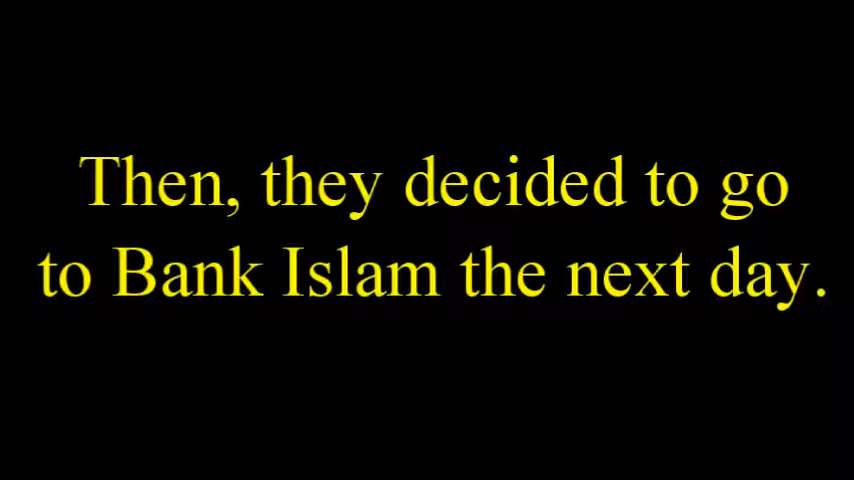 Then, they decided to go
to Bank Islam the next day.